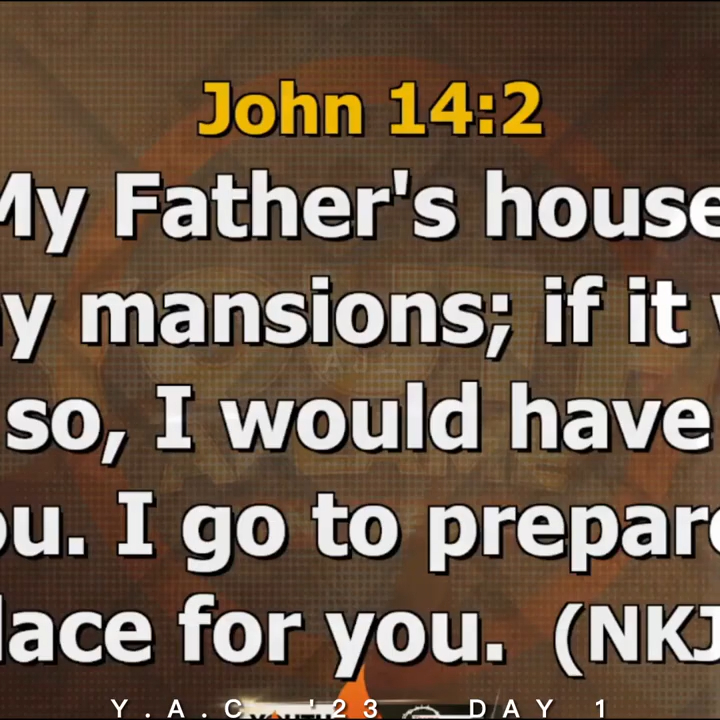 John 14:2
My Father's house
y mansions; if it w
so, I would have
ou. I go to prepare
lace for you. (NKJ
Y.A.C '23 DAY 1